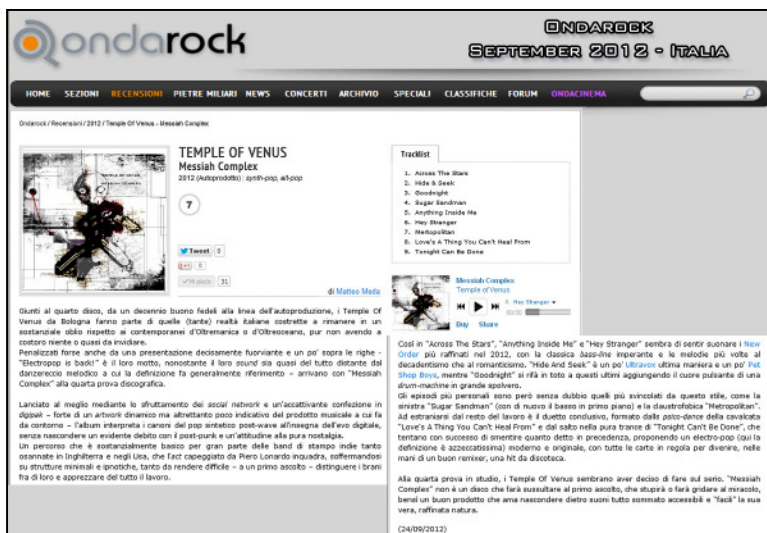 ondarock
ONDAROCK
SEPTEMBER 2012 - ITALIA
HOME SEZIONI RECENSIONI PIETRE MILIARI NEWS CONCERTI ARCHIVIO SPECIALI CLASSIFICHE FORUM ONDACINEMA
Ondarock / Recensioni / 2012 / Temple Of Venus - Messiah Complex
TEMPLE OF VENUS
Messiah Complex
2012 (Autoprodotto) | synth-pop, alt-pop
7
Tweet 0
0
31
di Matteo Meda
Giunti al quarto disco, da un decennio buono fedeli alla linea dell'autoproduzione, i Temple Of
Venus da Bologna fanno parte di quelle (tante) realtà italiane costrette a rimanere in un
sostanziale oblio rispetto ai contemporanei d'Oltremanica o d'Oltreoceano, pur non avendo a
costoro niente o quasi da invidiare.
Penalizzati forse anche da una presentazione decisamente fuorviante e un po' sopra le righe -
"Electropop is back!" è il loro motto, nonostante il loro sound sia quasi del tutto distante dal
danzereccio melodico a cui la definizione fa generalmente riferimento – arrivano con "Messiah
Complex" alla quarta prova discografica.
Lanciato al meglio mediante lo sfruttamento dei social network e un'accattivante confezione in
digipak – forte di un artwork dinamico ma altrettanto poco indicativo del prodotto musicale a cui fa
da contorno – l'album interpreta i canoni del pop sintetico post-wave all'insegna dell'evo digitale,
senza nascondere un evidente debito con il post-punk e un'attitudine alla pura nostalgia.
Un percorso che è sostanzialmente basico per gran parte delle band di stampo indie tanto
osannate in Inghilterra e negli Usa, che l'act capeggiato da Piero Lonardo inquadra, soffermandosi
su strutture minimali e ipnotiche, tanto da rendere difficile – a un primo ascolto – distinguere i brani
fra di loro e apprezzare del tutto il lavoro.
Tracklist
1. Across The Stars
2. Hide & Seek
3. Goodnight
4. Sugar Sandman
5. Anything Inside Me
6. Hey Stranger
7. Mertopolitan
8. Love's A Thing You Can't Heal From
9. Tonight Can Be Done
Messiah Complex
Temple of Venus
Hey Stranger
00:00
Buy Share
Così in "Across The Stars", "Anything Inside Me" e "Hey Stranger" sembra di sentir suonare i New
Order più raffinati nel 2012, con la classica bass-line imperante e le melodie più volte al
decadentismo che al romanticismo. "Hide And Seek" è un po' Ultravox ultima maniera e un po' Pet
Shop Boys, mentre "Goodnight" si rifà in toto a questi ultimi aggiungendo il cuore pulsante di una
drum-machine in grande spolvero.
Gli episodi più personali sono però senza dubbio quelli più svincolati da questo stile, come la
sinistra "Sugar Sandman" (con di nuovo il basso in primo piano) e la claustrofobica "Metropolitan".
Ad estraniarsi dal resto del lavoro è il duetto conclusivo, formato dalla palco-dance della cavalcata
"Love's A Thing You Can't Heal From" e dal salto nella pura trance di "Tonight Can't Be Done", che
tentano con successo di smentire quanto detto in precedenza, proponendo un electro-pop (qui la
definizione è azzeccatissima) moderno e originale, con tutte le carte in regola per divenire, nelle
mani di un buon remixer, una hit da discoteca.
Alla quarta prova, i Temple Of Venus sembrano aver deciso di fare sul serio. "Messiah
Complex" non è un disco che farà sussultare al primo ascolto, che stupirà o farà gridare al miracolo,
bensì un buon prodotto che ama nascondere dietro suoni tutto sommato accessibili e "facili" la sua
vera, raffinata natura.
(24/09/2012)